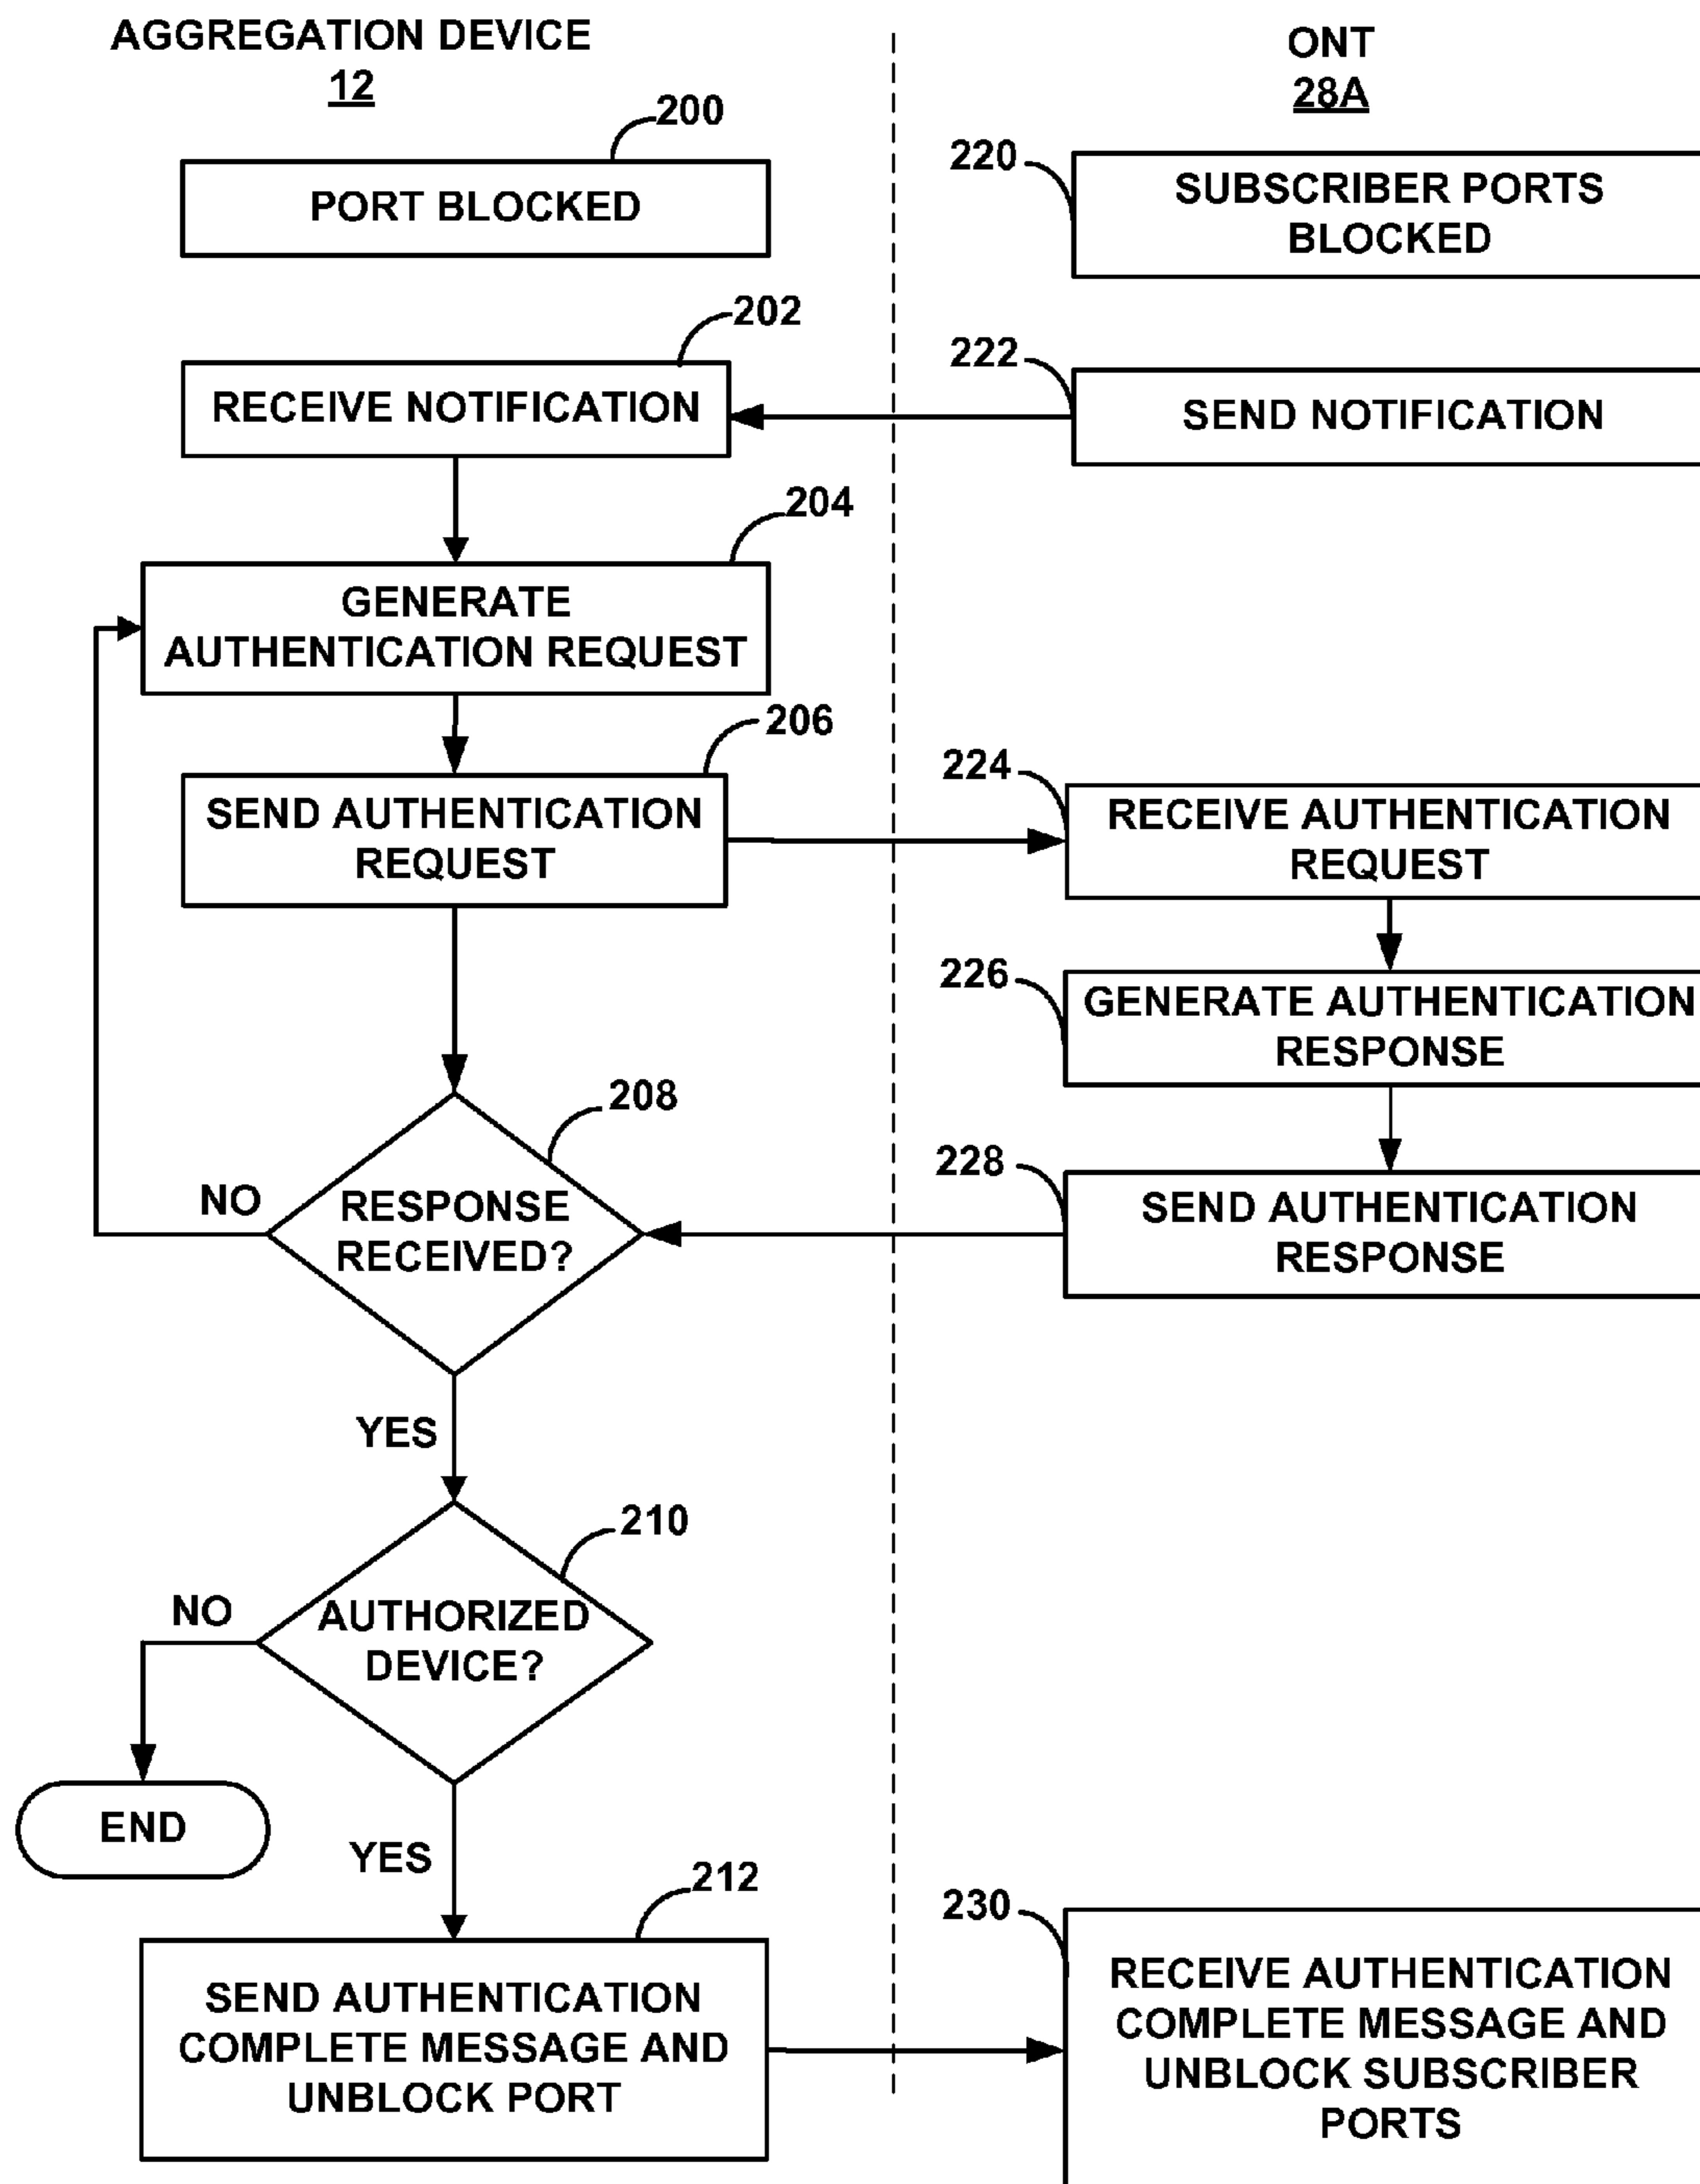 AGGREGATION DEVICE
12
ONT
28A
200
PORT BLOCKED
220
SUBSCRIBER PORTS
BLOCKED
202
RECEIVE NOTIFICATION
222
SEND NOTIFICATION
204
GENERATE
AUTHENTICATION REQUEST
206
SEND AUTHENTICATION
REQUEST
224
RECEIVE AUTHENTICATION
REQUEST
226
GENERATE AUTHENTICATION
RESPONSE
208
NO
RESPONSE
RECEIVED?
228
SEND AUTHENTICATION
RESPONSE
YES
210
NO
AUTHORIZED
DEVICE?
END
YES
212
SEND AUTHENTICATION
COMPLETE MESSAGE AND
UNBLOCK PORT
230
RECEIVE AUTHENTICATION
COMPLETE MESSAGE AND
UNBLOCK SUBSCRIBER
PORTS